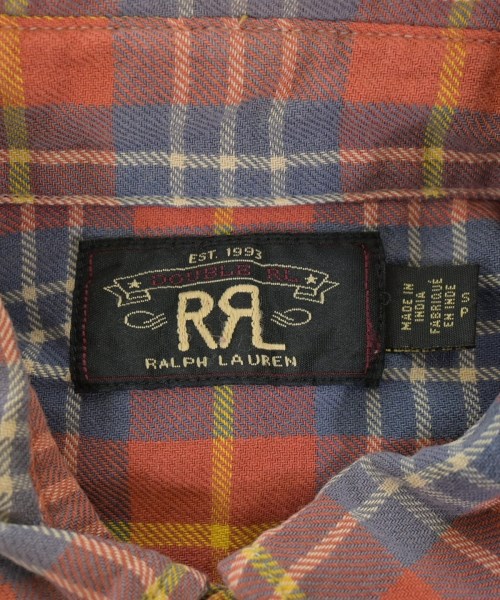 EST. 1993
DOUBLE RL
RRL
RALPH LAUREN
MADE IN
INDIA
FABRIQUÉ
EN INDE
S P